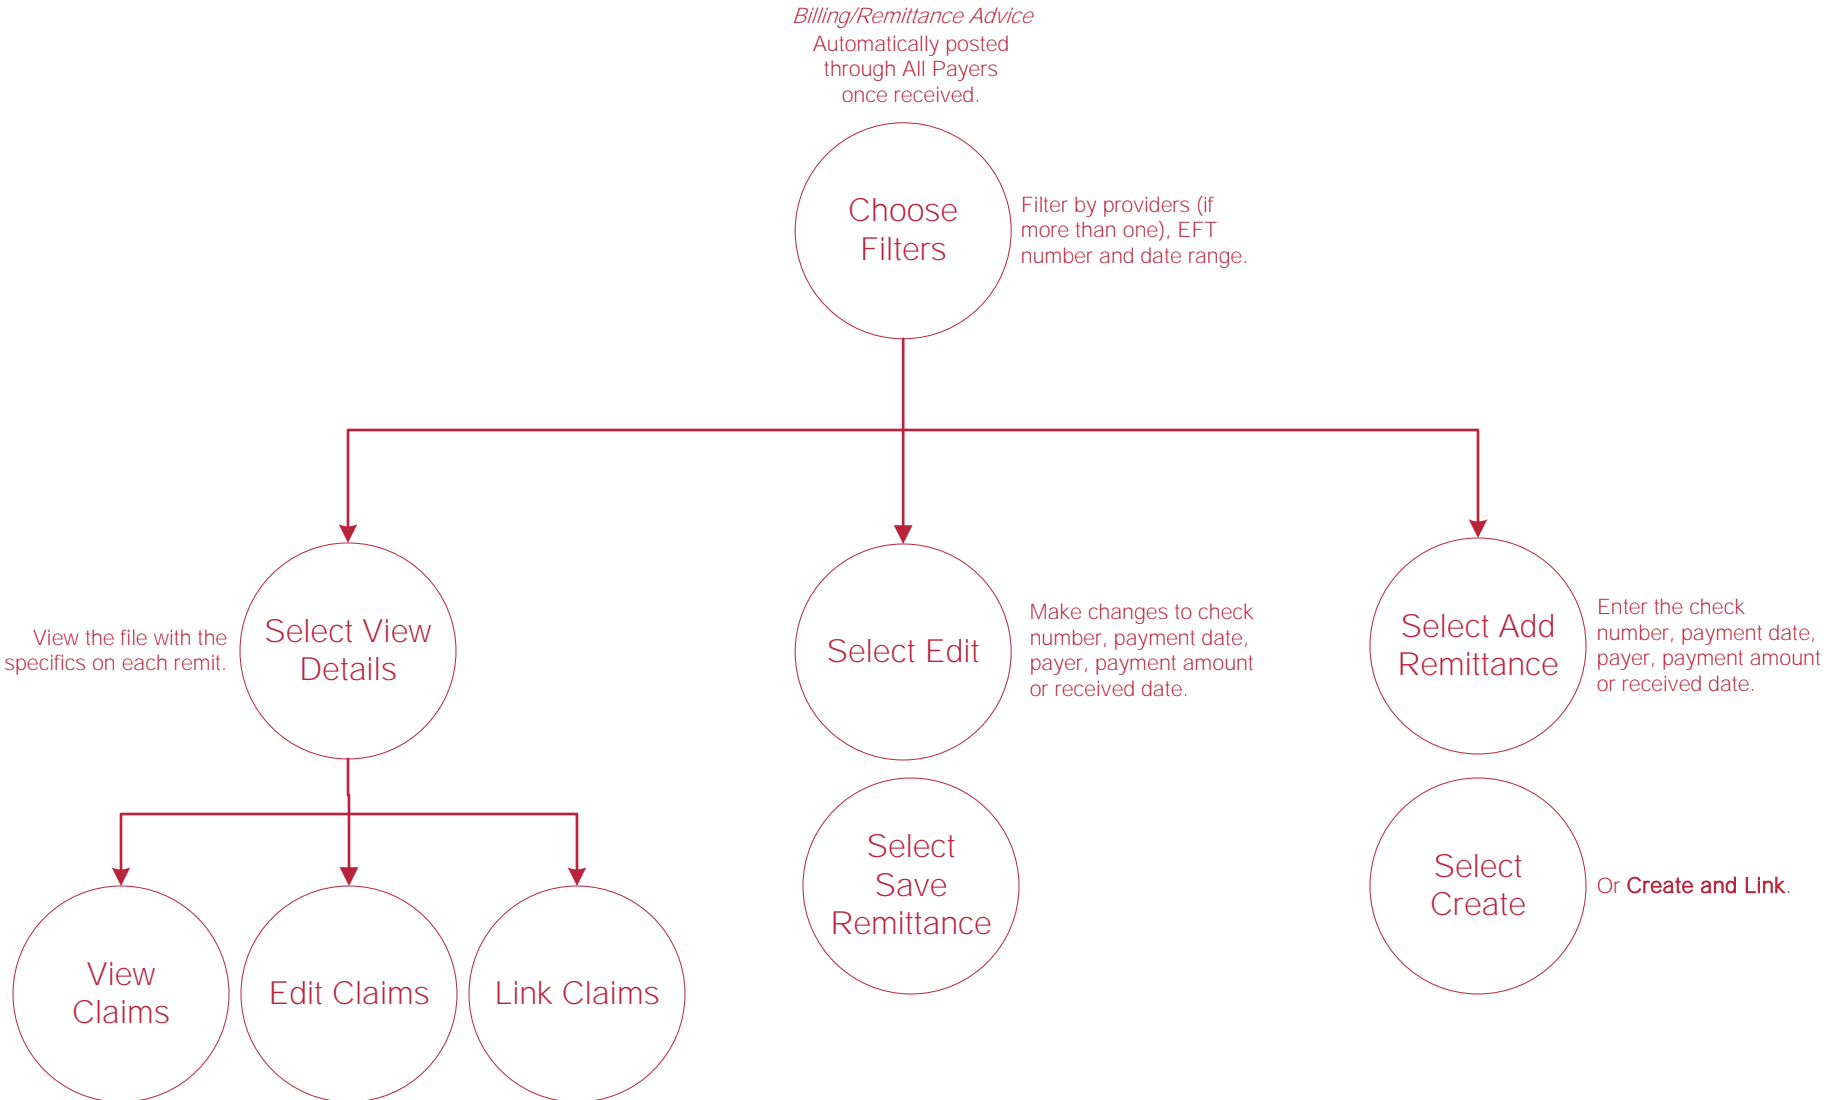 Billing/Remittance Advice
Automatically posted
through All Payers
once received.
Choose
Filters
Filter by providers (if
more than one), EFT
number and date range.
View the file with the
specifics on each remit.
Select View
Details
Select Edit
Make changes to check
number, payment date,
payer, payment amount
or received date.
Select Add
Remittance
Enter the check
number, payment date,
payer, payment amount
or received date.
View
Claims
Edit Claims
Link Claims
Select
Save
Remittance
Select
Create
Or Create and Link.